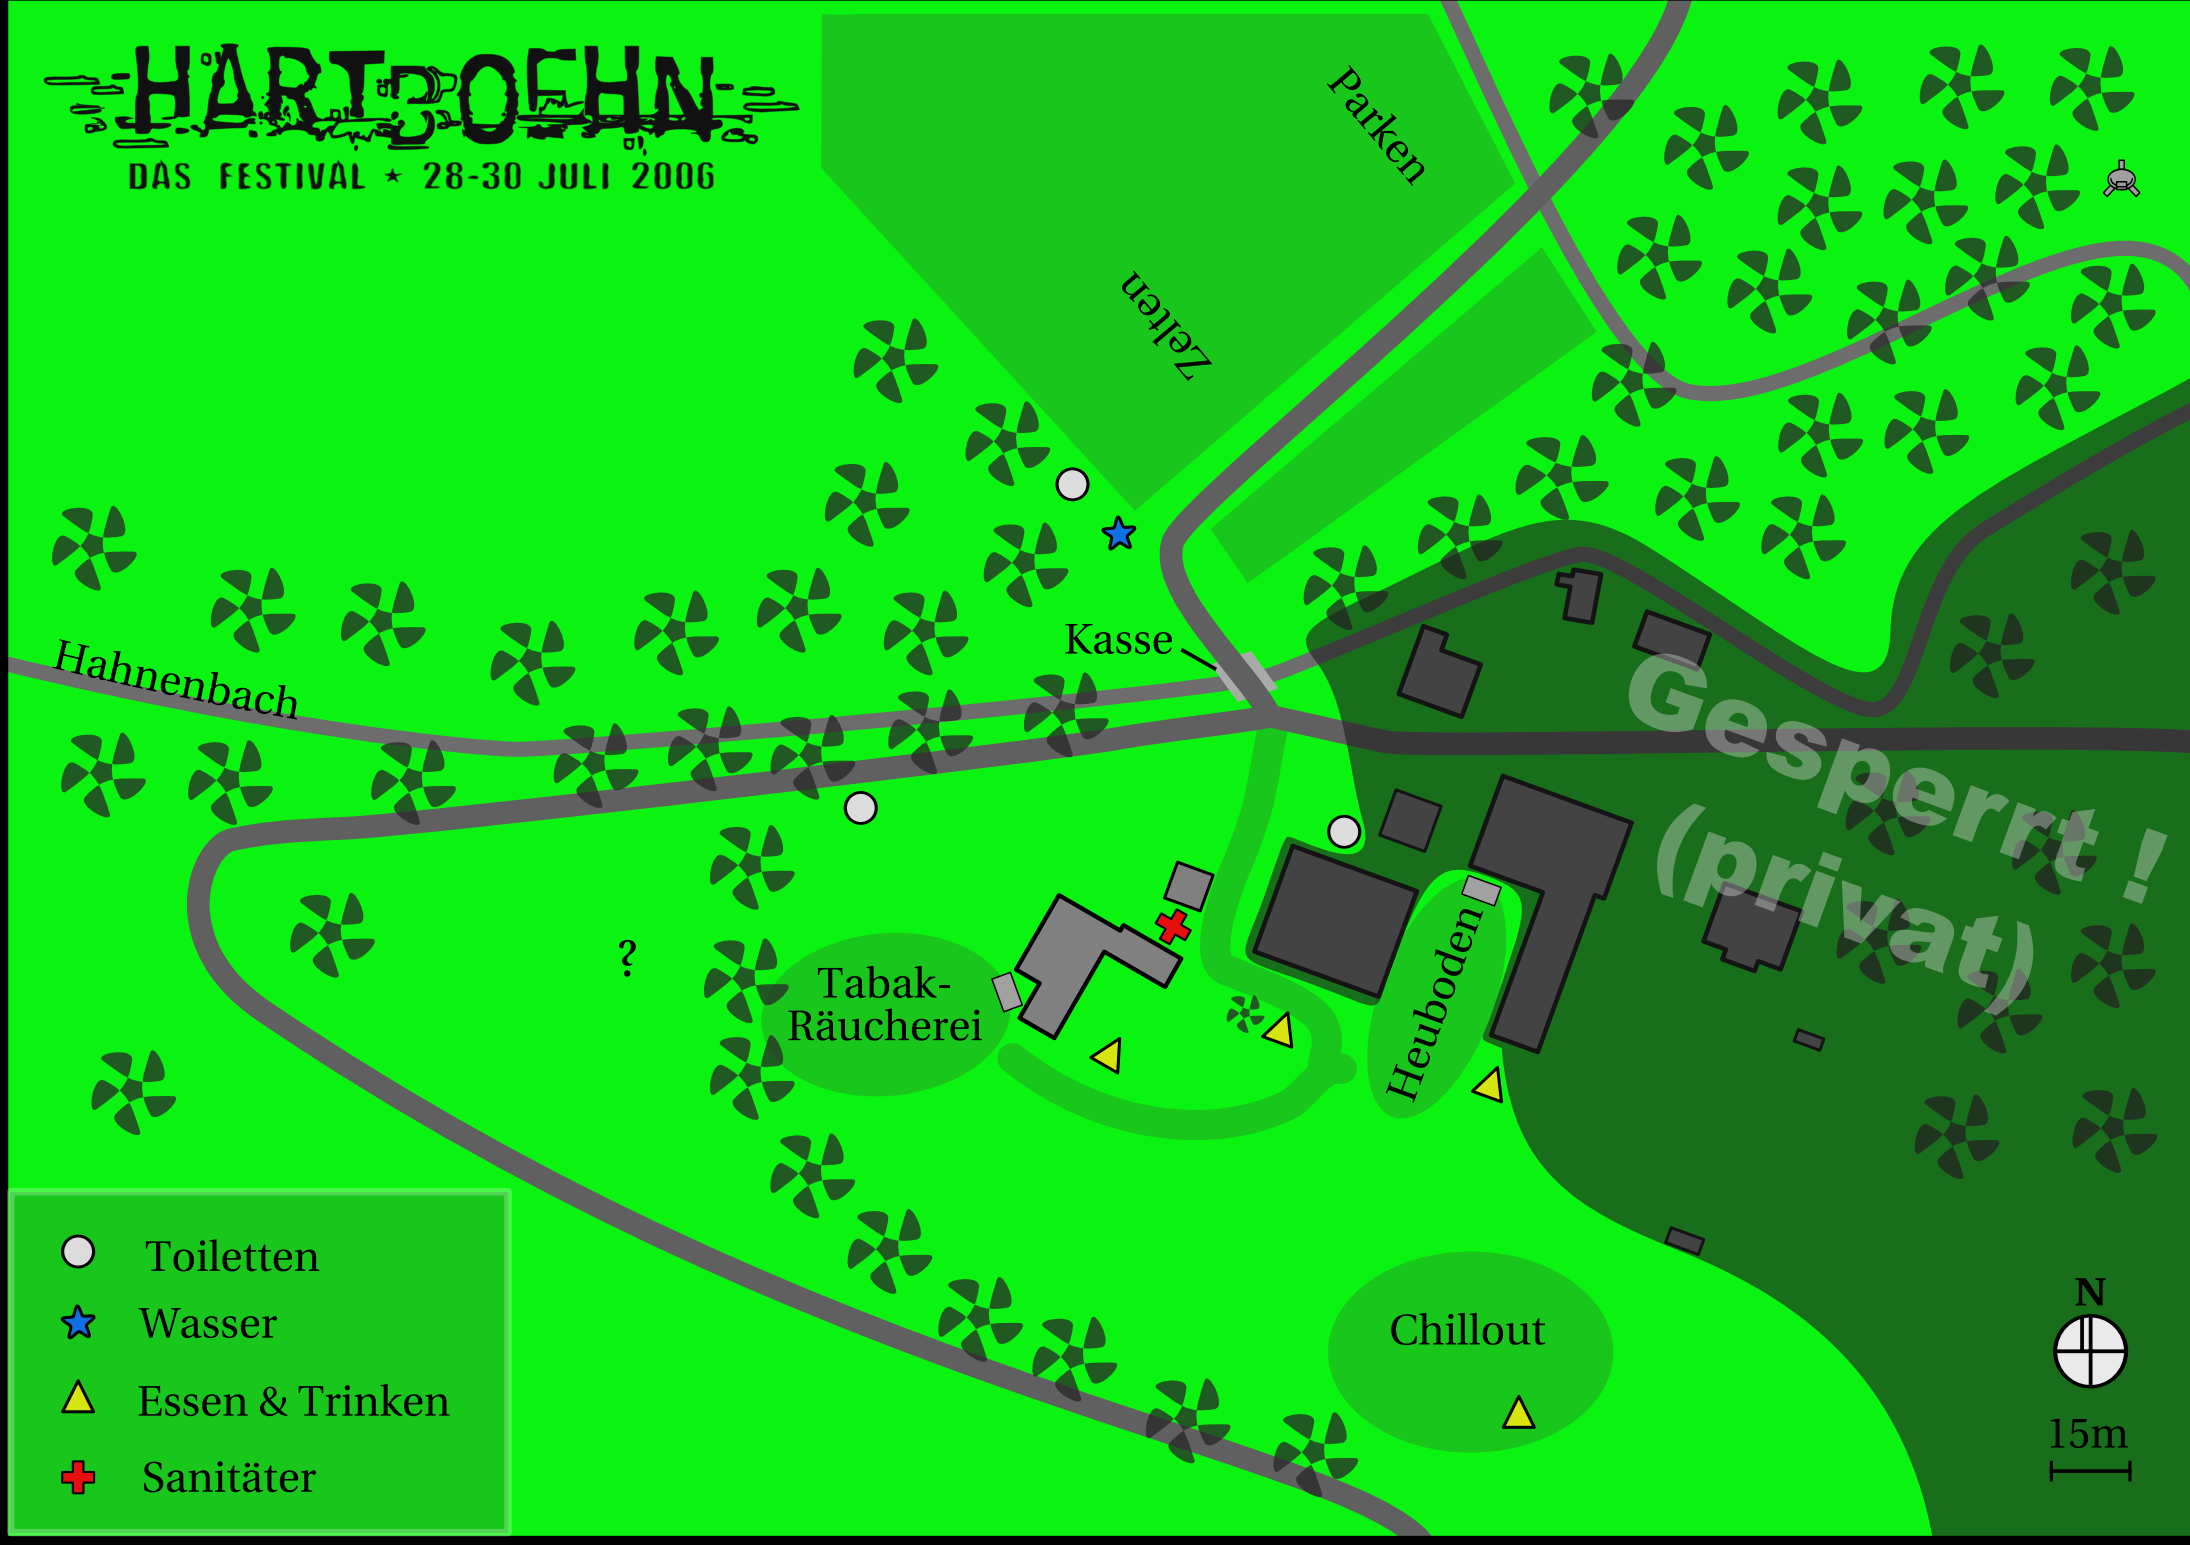 HARTBOEHN
DAS FESTIVAL ★ 28-30 JULI 2006
Parken
Zelten
Kasse
Hahnenbach
Gesperrt !
(privat)
?
Tabak-
Räucherei
Heuboden
Chillout
Toiletten
Wasser
Essen & Trinken
Sanitäter
N
15m